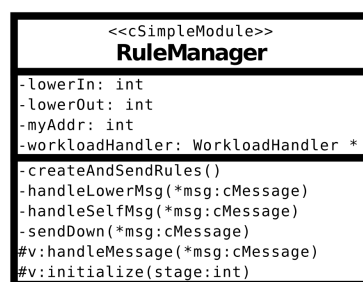 <<cSimpleModule>>
RuleManager
-lowerIn: int
-lowerOut: int
-myAddr: int
-workloadHandler: WorkloadHandler *
-createAndSendRules()
-handleLowerMsg(*msg:cMessage)
-handleSelfMsg(*msg:cMessage)
-sendDown(*msg:cMessage)
#v:handleMessage(*msg:cMessage)
#v:initialize(stage:int)